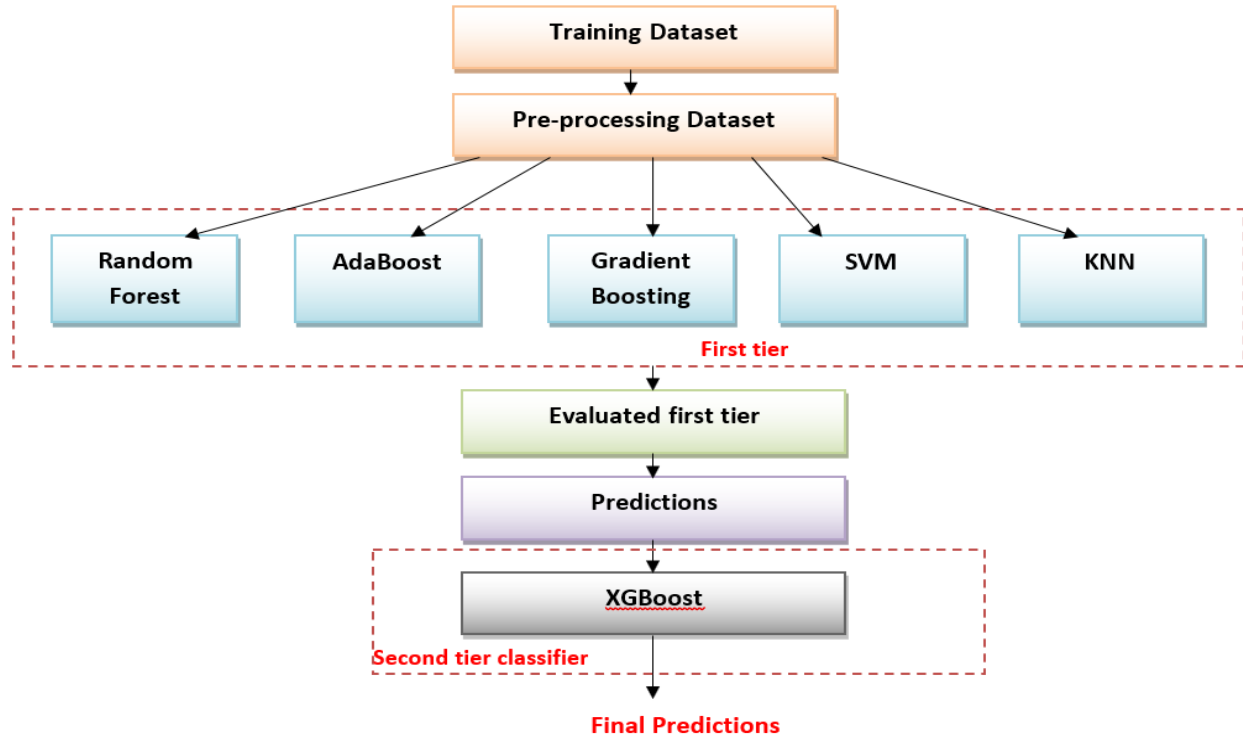 Training Dataset
Pre-processing Dataset
Random
Forest
AdaBoost
Gradient
Boosting
SVM
KNN
First tier
Evaluated first tier
Predictions
XGBoost
Second tier classifier
Final Predictions